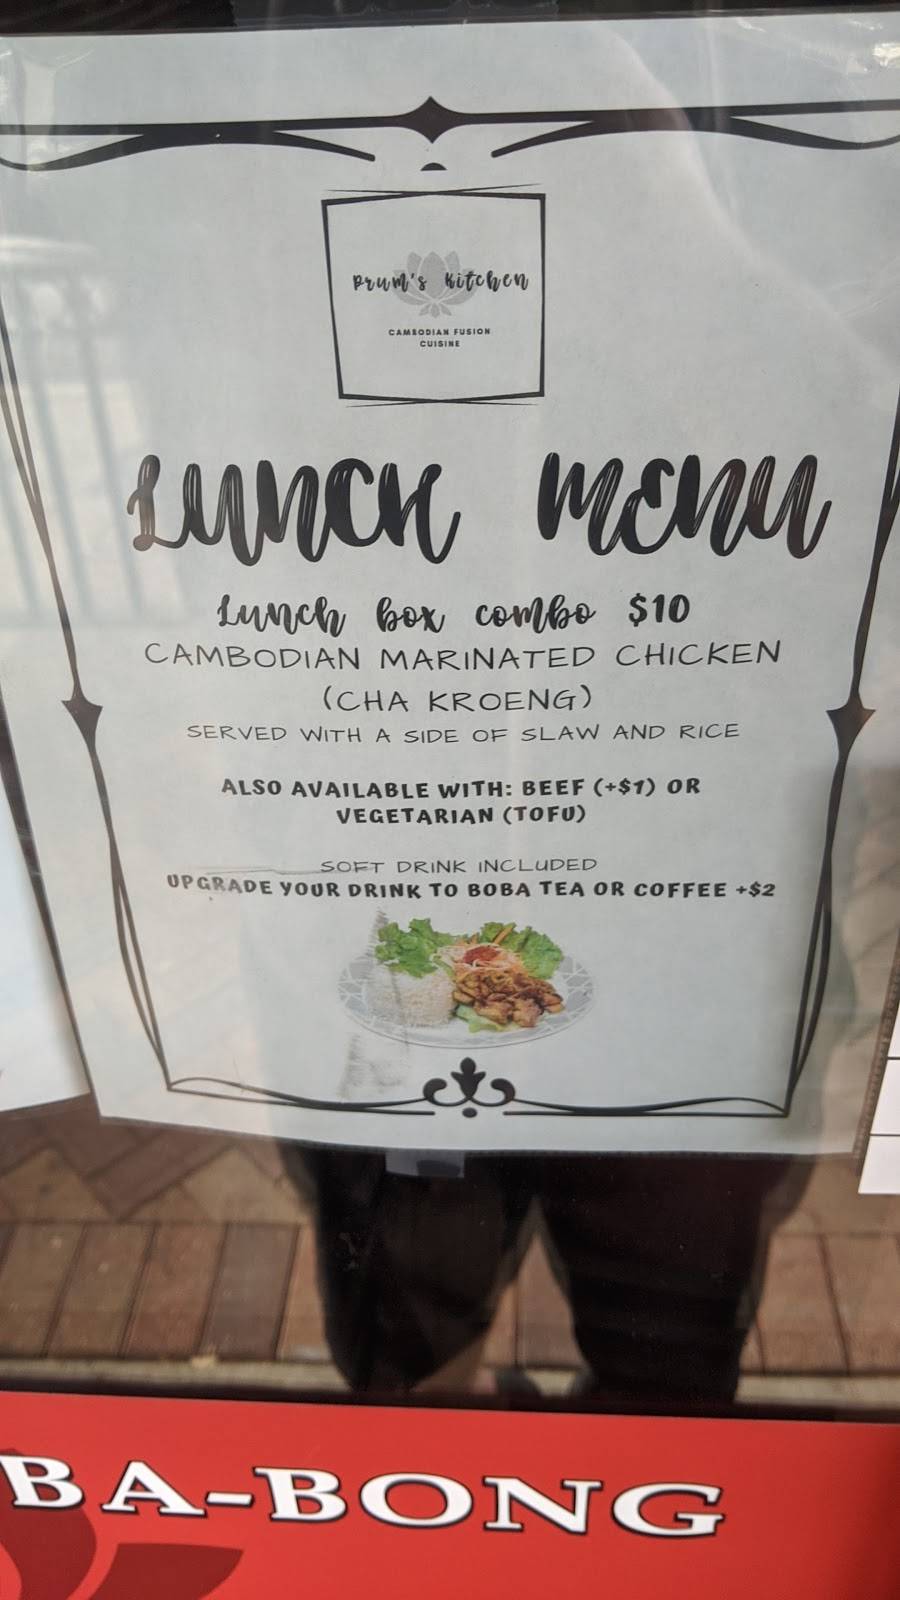 Prum's Kitchen
CAMBODIAN FUSION
CUISINE
LUNCH MENU
Lunch box combo $10
CAMBODIAN MARINATED CHICKEN
(CHA KROENG)
SERVED WITH A SIDE OF SLAW AND RICE
ALSO AVAILABLE WITH: BEEF (+$1) OR
VEGETARIAN (TOFU)
SOFT DRINK INCLUDED
UPGRADE YOUR DRINK TO BOBA TEA OR COFFEE +$2
BA-BONG